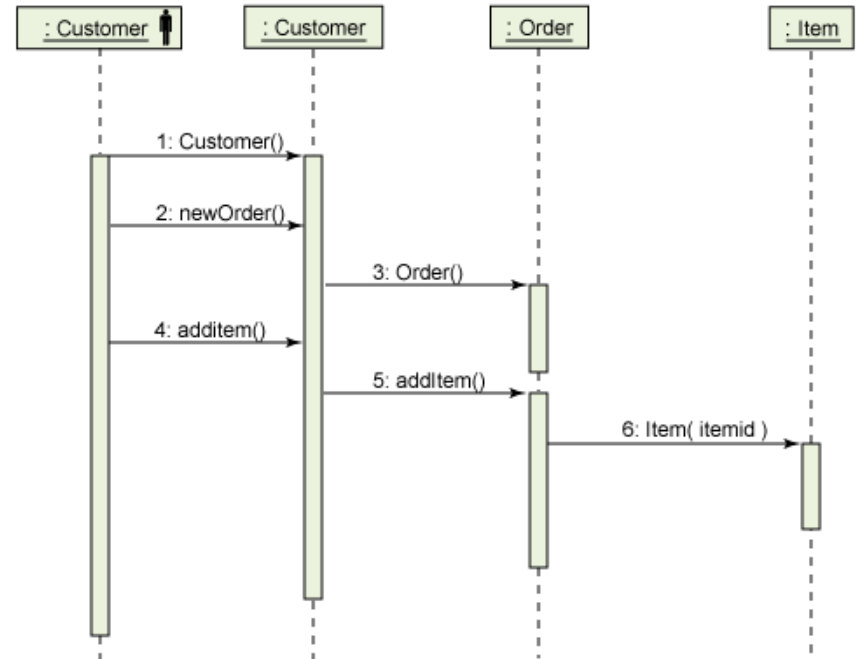 : Customer
: Customer
: Order
: Item
1: Customer()
2: newOrder()
3: Order()
4: additem()
5: addItem()
6: Item( itemid )